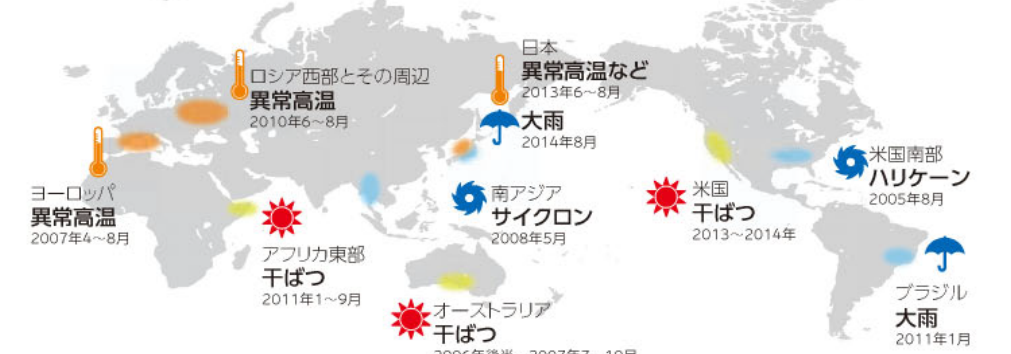 日本
異常高温など
2013年6～8月
大雨
2014年8月
ロシア西部とその周辺
異常高温
2010年6～8月
ヨーロッパ
異常高温
2007年4～8月
アフリカ東部
干ばつ
2011年1～9月
南アジア
サイクロン
2008年5月
オーストラリア
干ばつ
米国
干ばつ
2013～2014年
米国南部
ハリケーン
2005年8月
ブラジル
大雨
2011年1月